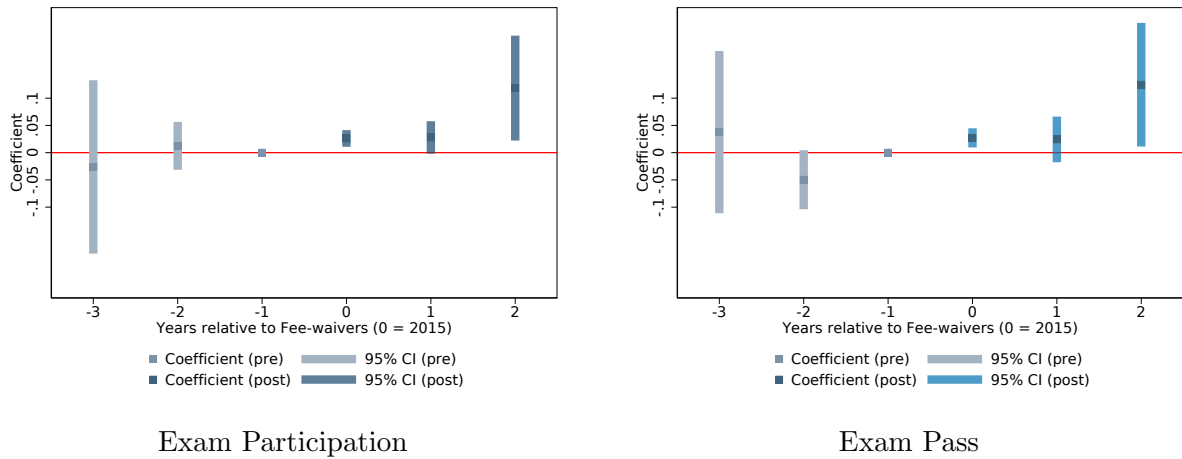 Coefficient
.1
.05
0
-.05
-.1
-3 -2 -1 0 1 2
Years relative to Fee-waivers (0 = 2015)
Coefficient (pre) 95% CI (pre)
Coefficient (post) 95% CI (post)
Exam Participation
Coefficient
.1
.05
0
-.05
-.1
-3 -2 -1 0 1 2
Years relative to Fee-waivers (0 = 2015)
Coefficient (pre) 95% CI (pre)
Coefficient (post) 95% CI (post)
Exam Pass